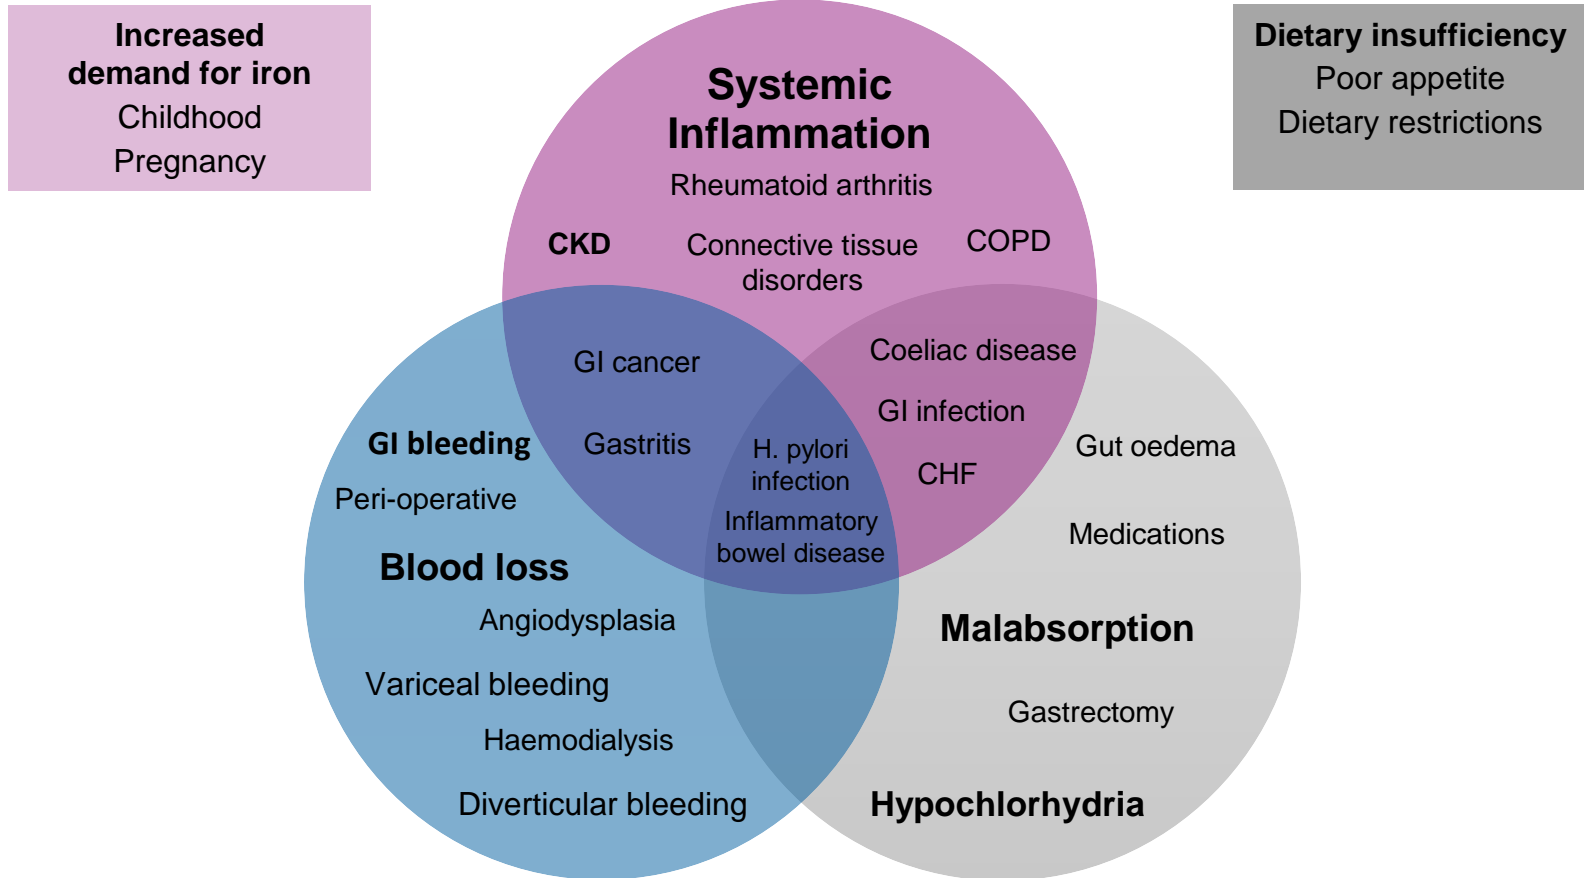 Increased
demand for iron
Childhood
Pregnancy
Dietary insufficiency
Poor appetite
Dietary restrictions
Systemic
Inflammation
Rheumatoid arthritis
CKD
Connective tissue
disorders
COPD
GI cancer
Gastritis
Coeliac disease
GI infection
CHF
H. pylori
infection
Inflammatory
bowel disease
GI bleeding
Peri-operative
Blood loss
Angiodysplasia
Variceal bleeding
Haemodialysis
Diverticular bleeding
Gut oedema
Medications
Malabsorption
Gastrectomy
Hypochlorhydria